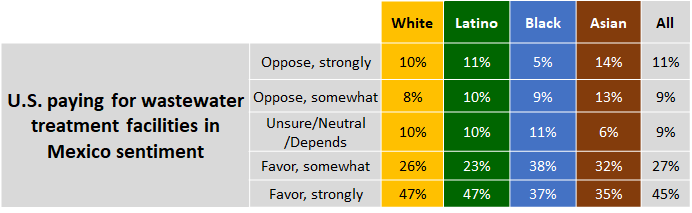 White Latino Black Asian All
U.S. paying for wastewater
treatment facilities in
Mexico sentiment
Oppose, strongly 10% 11% 5% 14% 11%
Oppose, somewhat 8% 10% 9% 13% 9%
Unsure/Neutral
/Depends 10% 10% 11% 6% 9%
Favor, somewhat 26% 23% 38% 32% 27%
Favor, strongly 47% 47% 37% 35% 45%